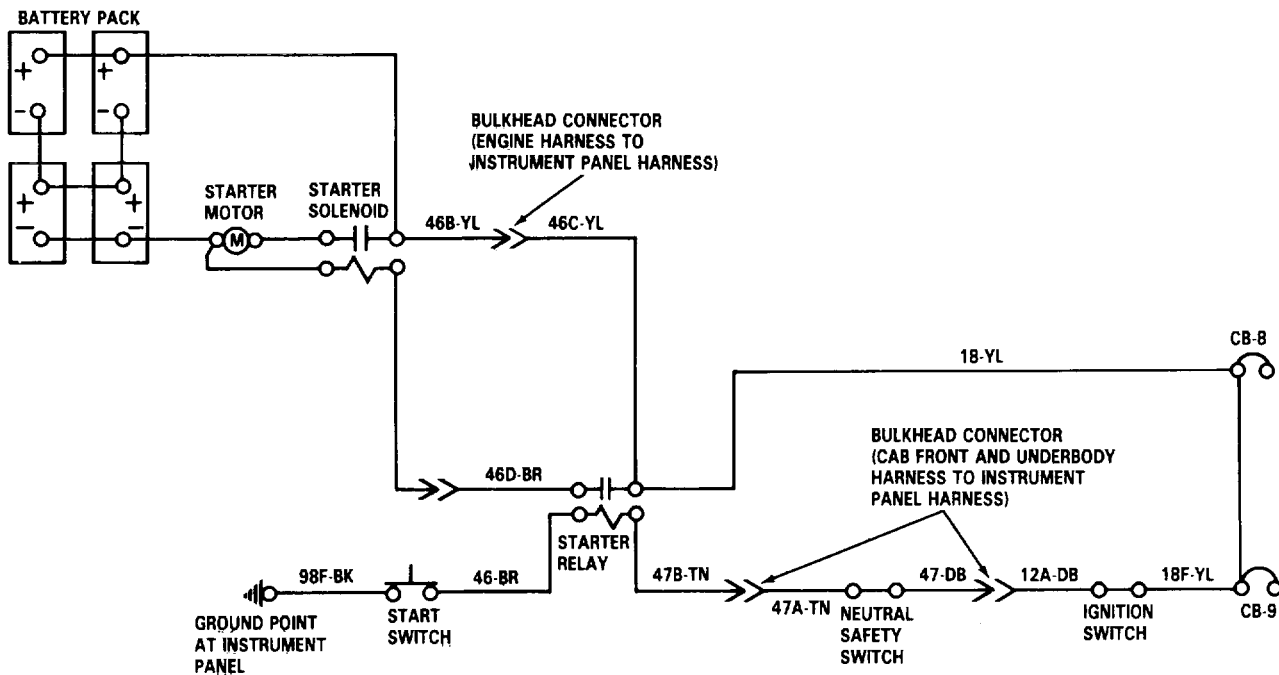 BATTERY PACK
+
+
-
-
+
+
-
-
STARTER
MOTOR
M
STARTER
SOLENOID
BULKHEAD CONNECTOR
(ENGINE HARNESS TO
INSTRUMENT PANEL HARNESS)
46B-YL
46C-YL
18-YL
CB-8
BULKHEAD CONNECTOR
(CAB FRONT AND UNDERBODY
HARNESS TO INSTRUMENT
PANEL HARNESS)
46D-BR
STARTER
RELAY
98F-BK
46-BR
47B-TN
47A-TN
47-DB
12A-DB
18F-YL
CB-9
GROUND POINT
AT INSTRUMENT
PANEL
START
SWITCH
NEUTRAL
SAFETY
SWITCH
IGNITION
SWITCH